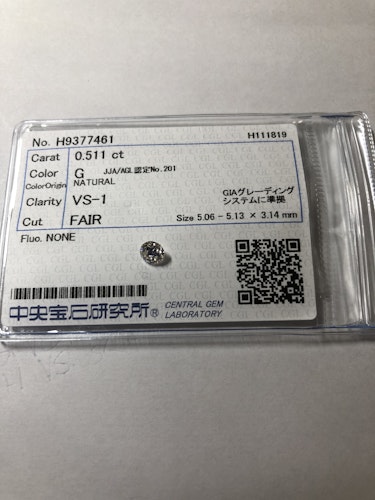 No. H9377461 H111819
Carat 0.511 ct
Color G JJA/AGL認定No.201
ColorOrigin NATURAL
Clarity VS-1 GIAグレーディング
システムに準拠
Cut FAIR Size 5.06 - 5.13 × 3.14 mm
Fluo. NONE
中央宝石研究所® CENTRAL GEM
LABORATORY